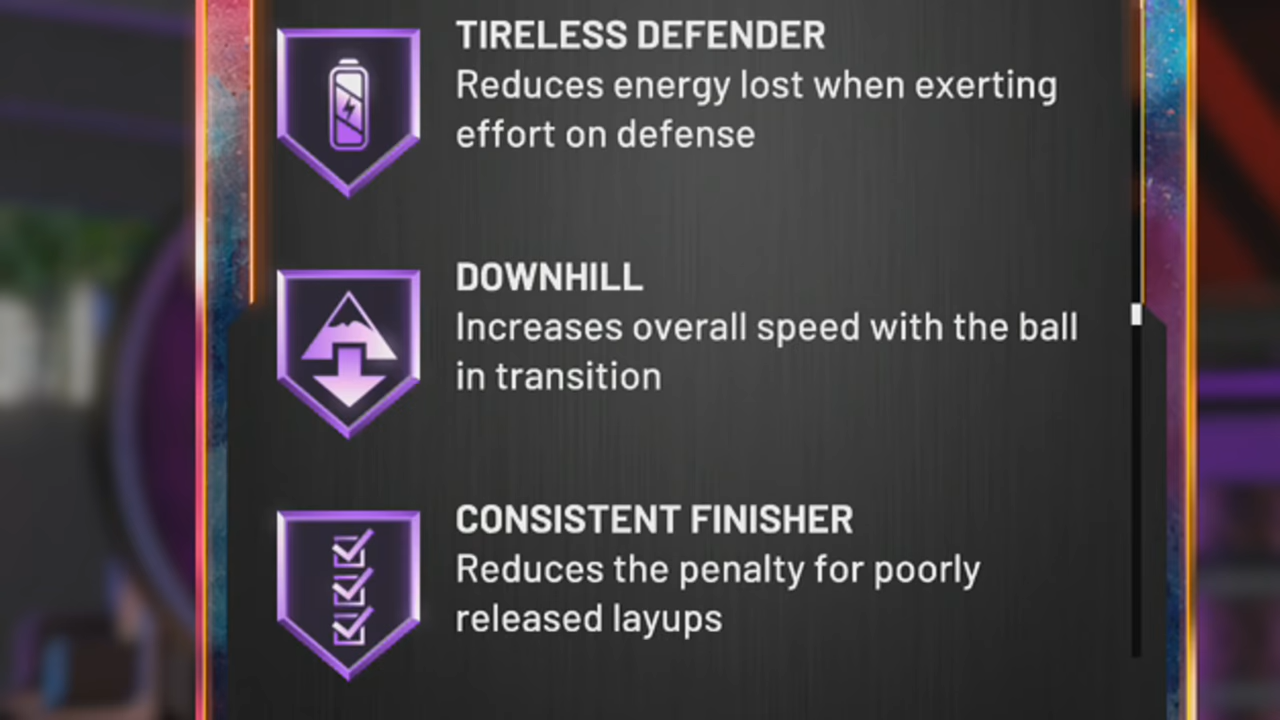 TIRELESS DEFENDER
Reduces energy lost when exerting
effort on defense
DOWNHILL
Increases overall speed with the ball
in transition
CONSISTENT FINISHER
Reduces the penalty for poorly
released layups